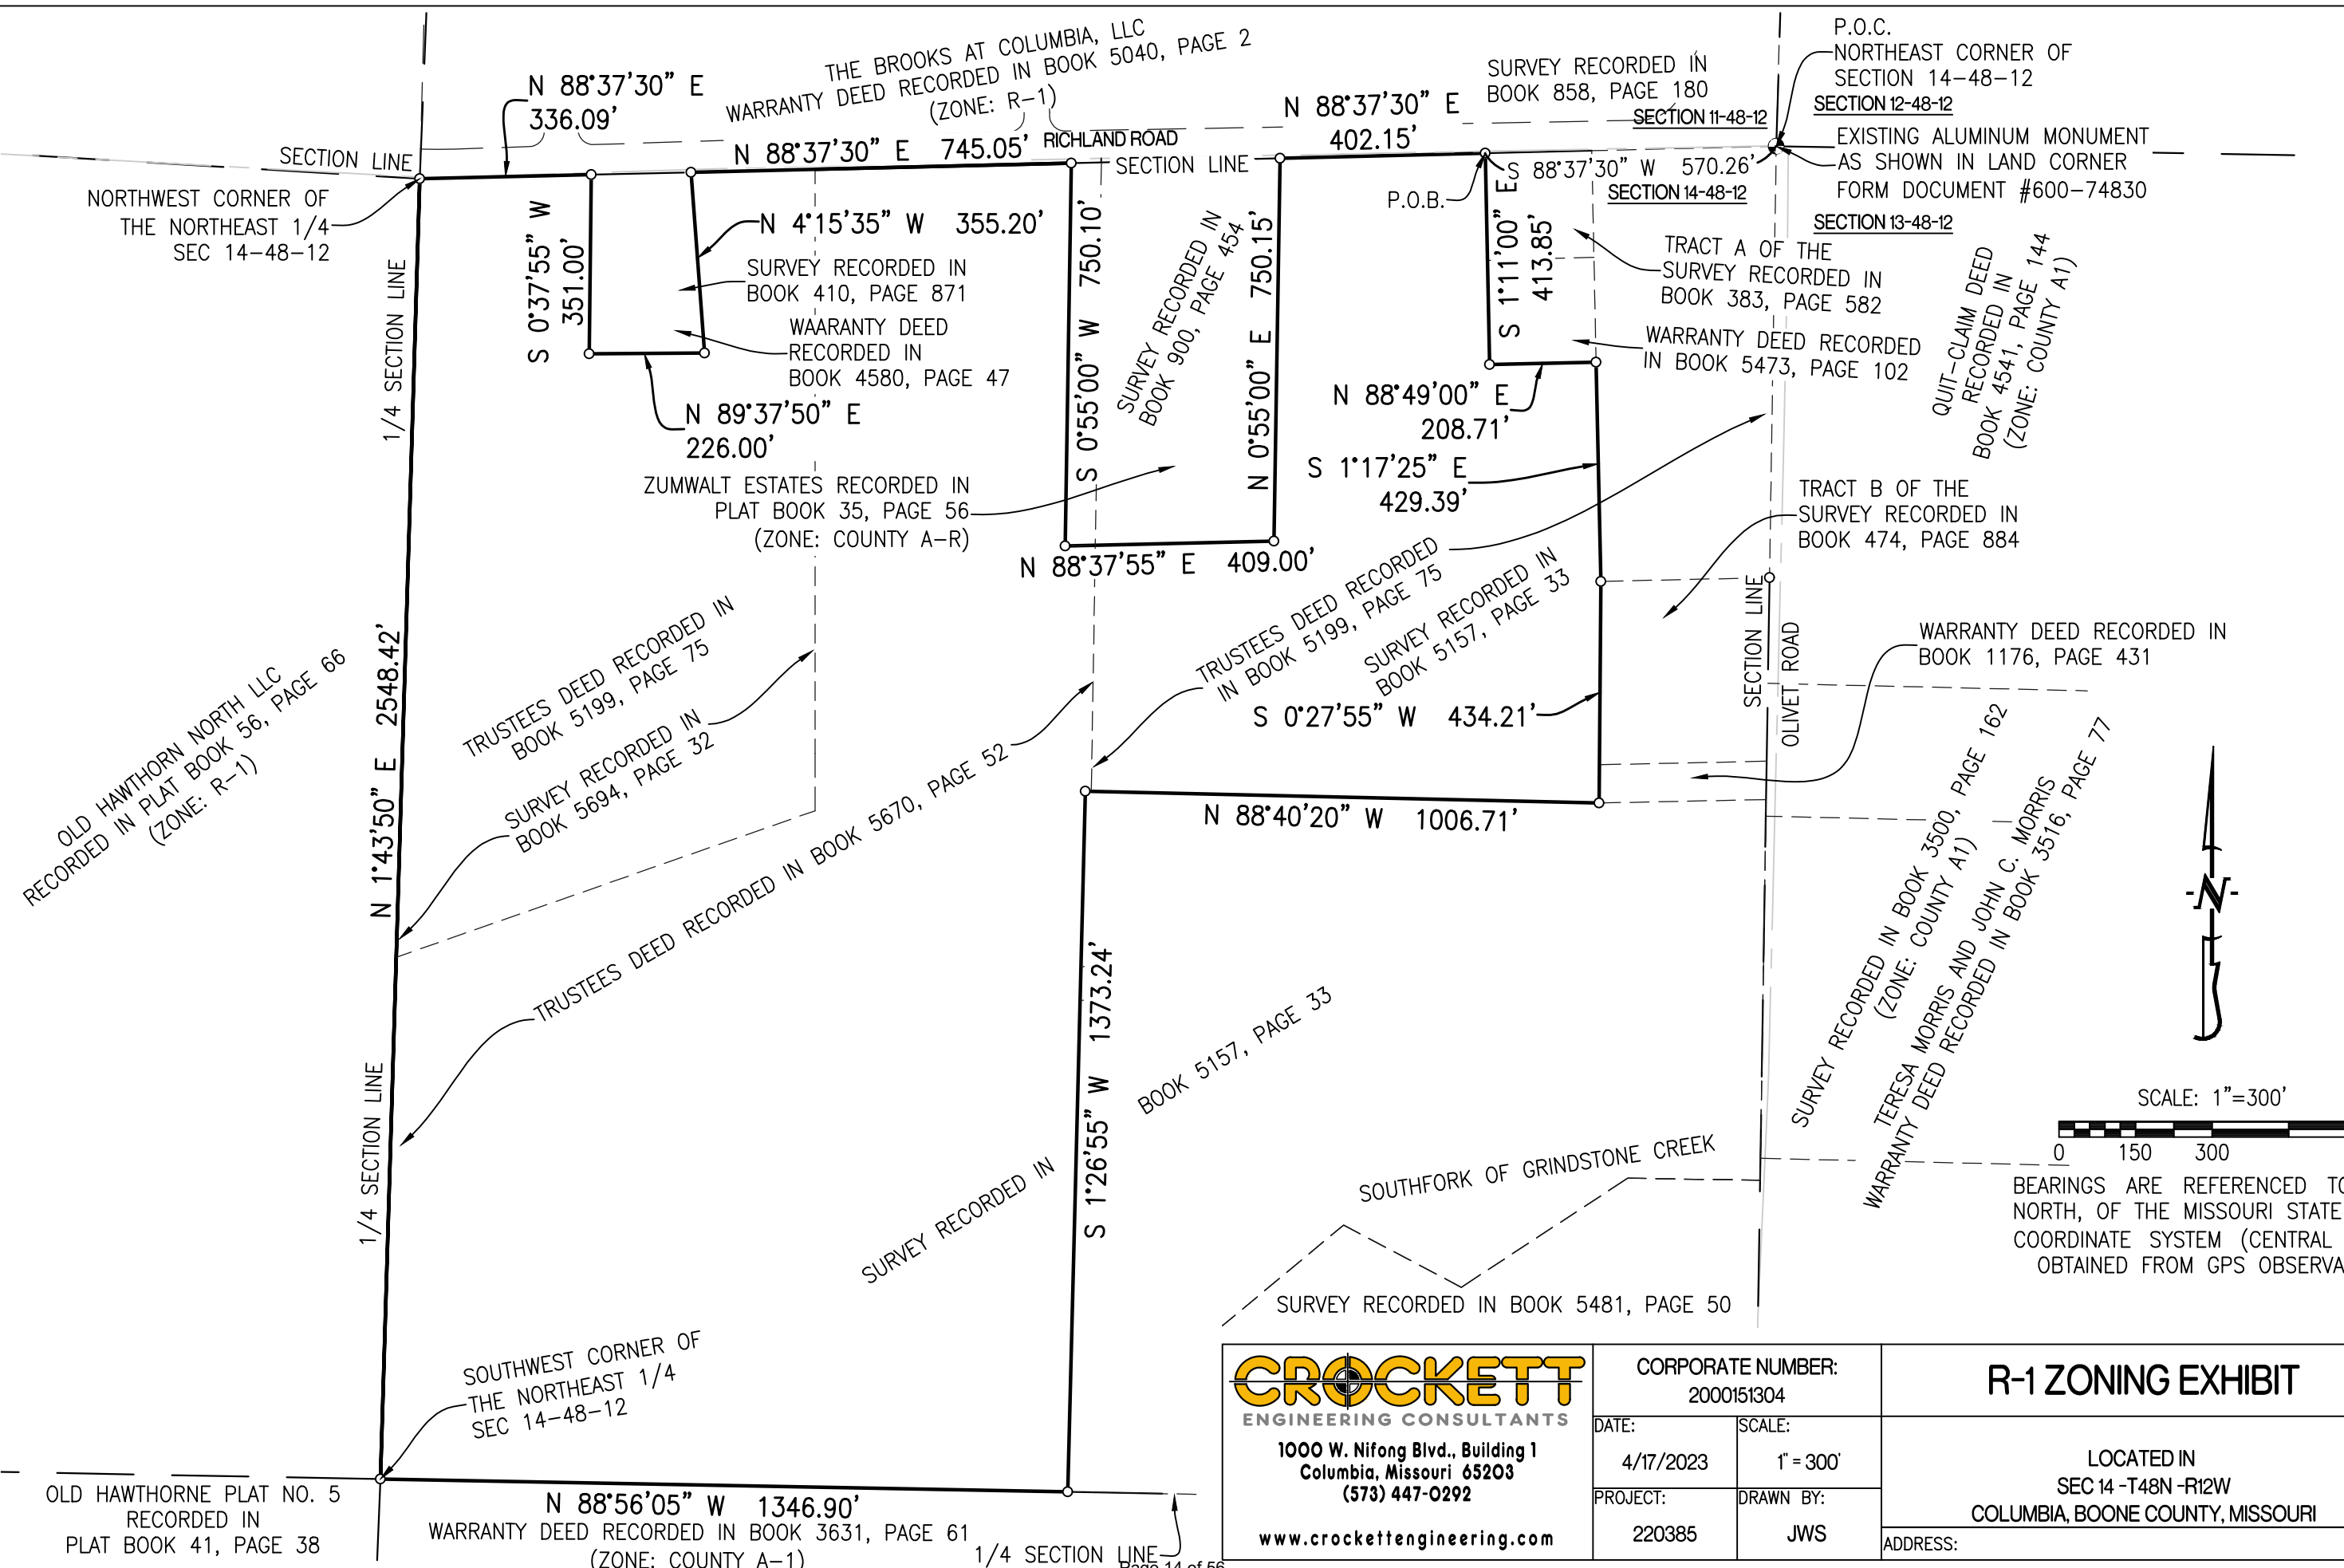 THE BROOKS AT COLUMBIA, LLC
WARRANTY DEED RECORDED IN BOOK 5040, PAGE 2
(ZONE: R-1)
N 88°37'30" E
336.09'
N 88°37'30" E 745.05'
RICHLAND ROAD
SECTION LINE
SECTION LINE
N 88°37'30" E
402.15'
SURVEY RECORDED IN
BOOK 858, PAGE 180
SECTION 11-48-12
P.O.C.
NORTHEAST CORNER OF
SECTION 14-48-12
SECTION 12-48-12
EXISTING ALUMINUM MONUMENT
AS SHOWN IN LAND CORNER
FORM DOCUMENT #600-74830
SECTION 13-48-12
S 88°37'30" W 570.26'
SECTION 14-48-12
P.O.B.
NORTHWEST CORNER OF
THE NORTHEAST 1/4
SEC 14-48-12
1/4 SECTION LINE
S 0°37'55" W
351.00'
N 4°15'35" W 355.20'
SURVEY RECORDED IN
BOOK 410, PAGE 871
WAARANTY DEED
RECORDED IN
BOOK 4580, PAGE 47
N 89°37'50" E
226.00'
S 0°55'00" W 750.10'
SURVEY RECORDED IN
BOOK 900, PAGE 454
N 0°55'00" E 750.15'
S 1°11'00" E
413.85'
TRACT A OF THE
SURVEY RECORDED IN
BOOK 383, PAGE 582
WARRANTY DEED RECORDED
IN BOOK 5473, PAGE 102
QUIT-CLAIM DEED
RECORDED IN
BOOK 4541, PAGE 144
(ZONE: COUNTY A1)
N 88°49'00" E
208.71'
S 1°17'25" E
429.39'
ZUMWALT ESTATES RECORDED IN
PLAT BOOK 35, PAGE 56
(ZONE: COUNTY A-R)
N 88°37'55" E 409.00'
TRACT B OF THE
SURVEY RECORDED IN
BOOK 474, PAGE 884
TRUSTEES DEED RECORDED
IN BOOK 5199, PAGE 75
SURVEY RECORDED IN
BOOK 5157, PAGE 33
S 0°27'55" W 434.21'
SECTION LINE
OLIVET ROAD
WARRANTY DEED RECORDED IN
BOOK 1176, PAGE 431
OLD HAWTHORN NORTH LLC
RECORDED IN PLAT BOOK 56, PAGE 66
(ZONE: R-1)
N 1°43'50" E 2548.42'
TRUSTEES DEED RECORDED IN
BOOK 5199, PAGE 75
SURVEY RECORDED IN
BOOK 5694, PAGE 32
TRUSTEES DEED RECORDED IN BOOK 5670, PAGE 52
N 88°40'20" W 1006.71'
SURVEY RECORDED IN BOOK 3500, PAGE 162
(ZONE: COUNTY A1)
TERESA MORRIS AND JOHN C. MORRIS
WARRANTY DEED RECORDED IN BOOK 3516, PAGE 77
N
1/4 SECTION LINE
S 1°26'55" W 1373.24'
SURVEY RECORDED IN
BOOK 5157, PAGE 33
SOUTHFORK OF GRINDSTONE CREEK
SURVEY RECORDED IN BOOK 5481, PAGE 50
SCALE: 1"=300'
0 150 300
BEARINGS ARE REFERENCED
NORTH, OF THE MISSOURI STATE
COORDINATE SYSTEM (CENTRAL
OBTAINED FROM GPS
SOUTHWEST CORNER OF
THE NORTHEAST 1/4
SEC 14-48-12
OLD HAWTHORNE PLAT NO. 5
RECORDED IN
PLAT BOOK 41, PAGE 38
N 88°56'05" W 1346.90'
WARRANTY DEED RECORDED IN BOOK 3631, PAGE 61
(ZONE: COUNTY A-1)
1/4 SECTION LINE
Page 14 of 56
CROCKETT
ENGINEERING CONSULTANTS
1000 W. Nifong Blvd., Building 1
Columbia, Missouri 65203
(573) 447-0292
www.crockettengineering.com
CORPORATE NUMBER:
2000151304
DATE:
4/17/2023
SCALE:
1" = 300'
PROJECT:
220385
DRAWN BY:
JWS
R-1 ZONING EXHIBIT
LOCATED IN
SEC 14 -T48N -R12W
COLUMBIA, BOONE COUNTY, MISSOURI
ADDRESS: